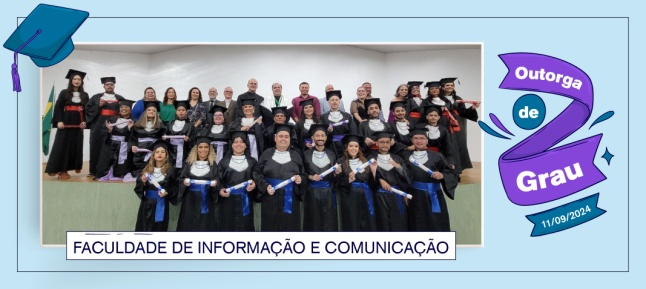 Outorga
de
Grau
11/09/2024
FACULDADE DE INFORMAÇÃO E COMUNICAÇÃO